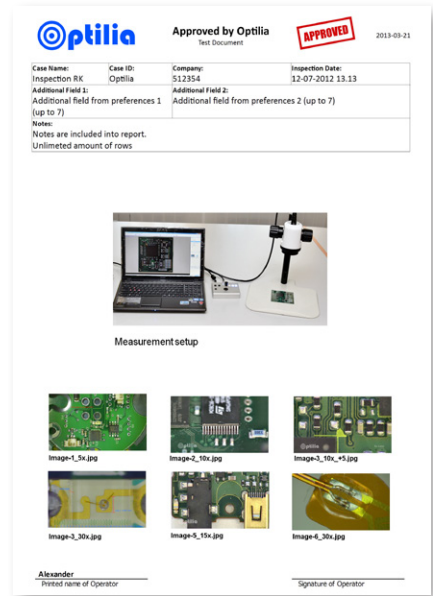 Optilia
Approved by Optilia
Test Document
APPROVED
2013-03-21
Case Name: Case ID: Company: Inspection Date:
Inspection RK Optilia 512354 12-07-2012 13.13
Additional Field 1: Additional Field 2:
Additional field from preferences 1 Additional field from preferences 2 (up to 7)
(up to 7)
Notes:
Notes are included into report.
Unlimeted amount of rows
Measurement setup
Image-1_5x.jpg Image-2_10x.jpg Image-3_10x_+5.jpg
Image-3_30x.jpg Image-5_15x.jpg Image-6_30x.jpg
Alexander
Printed name of Operator Signature of Operator